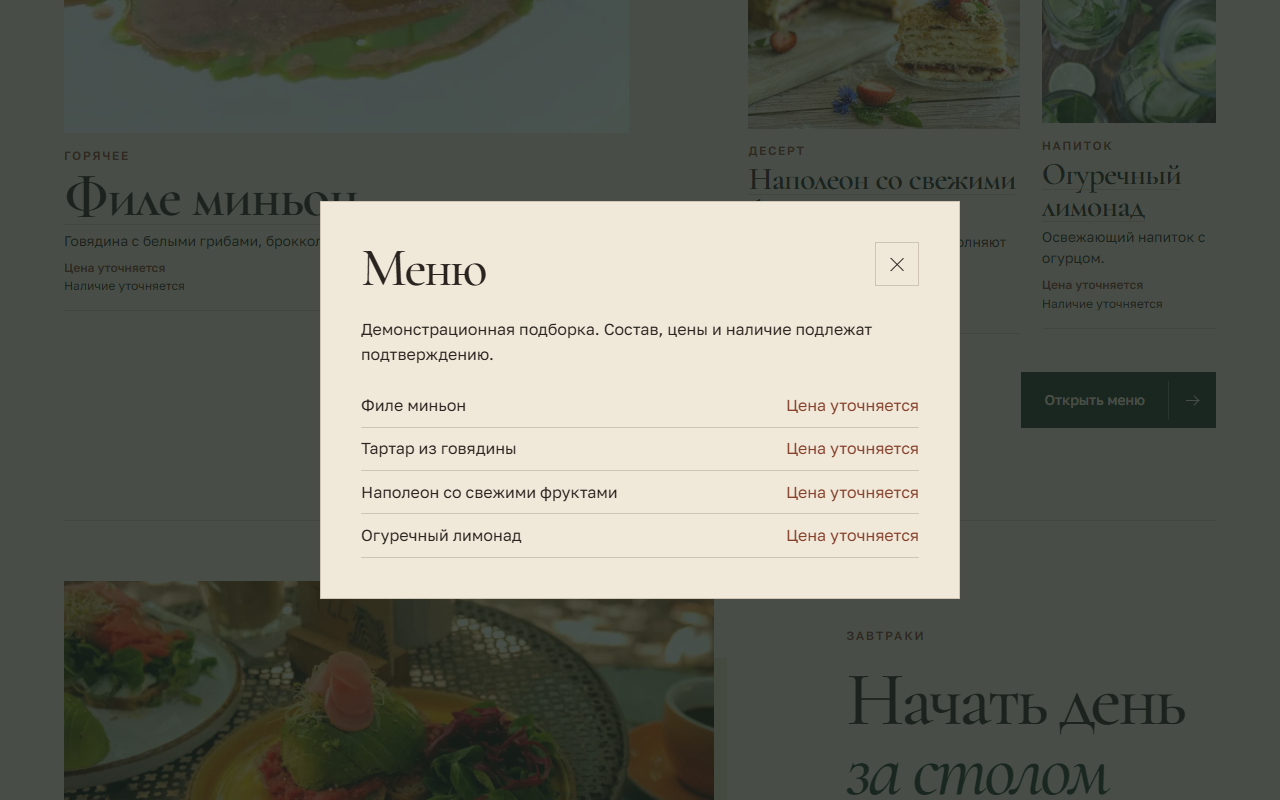 ГОРЯЧЕЕ
Филе миньон
Говядина с белыми грибами,
Цена уточняется
Наличие уточняется
ДЕСЕРТ
Наполеон со свежими
НАПИТОК
Огуречный
лимонад
Освежающий напиток с
огурцом.
Цена уточняется
Наличие уточняется
Открыть меню
Меню
Демонстрационная подборка. Состав, цены и наличие подлежат
подтверждению.
Филе миньон Цена уточняется
Тартар из говядины Цена уточняется
Наполеон со свежими фруктами Цена уточняется
Огуречный лимонад Цена уточняется
ЗАВТРАКИ
Начать день
за столом